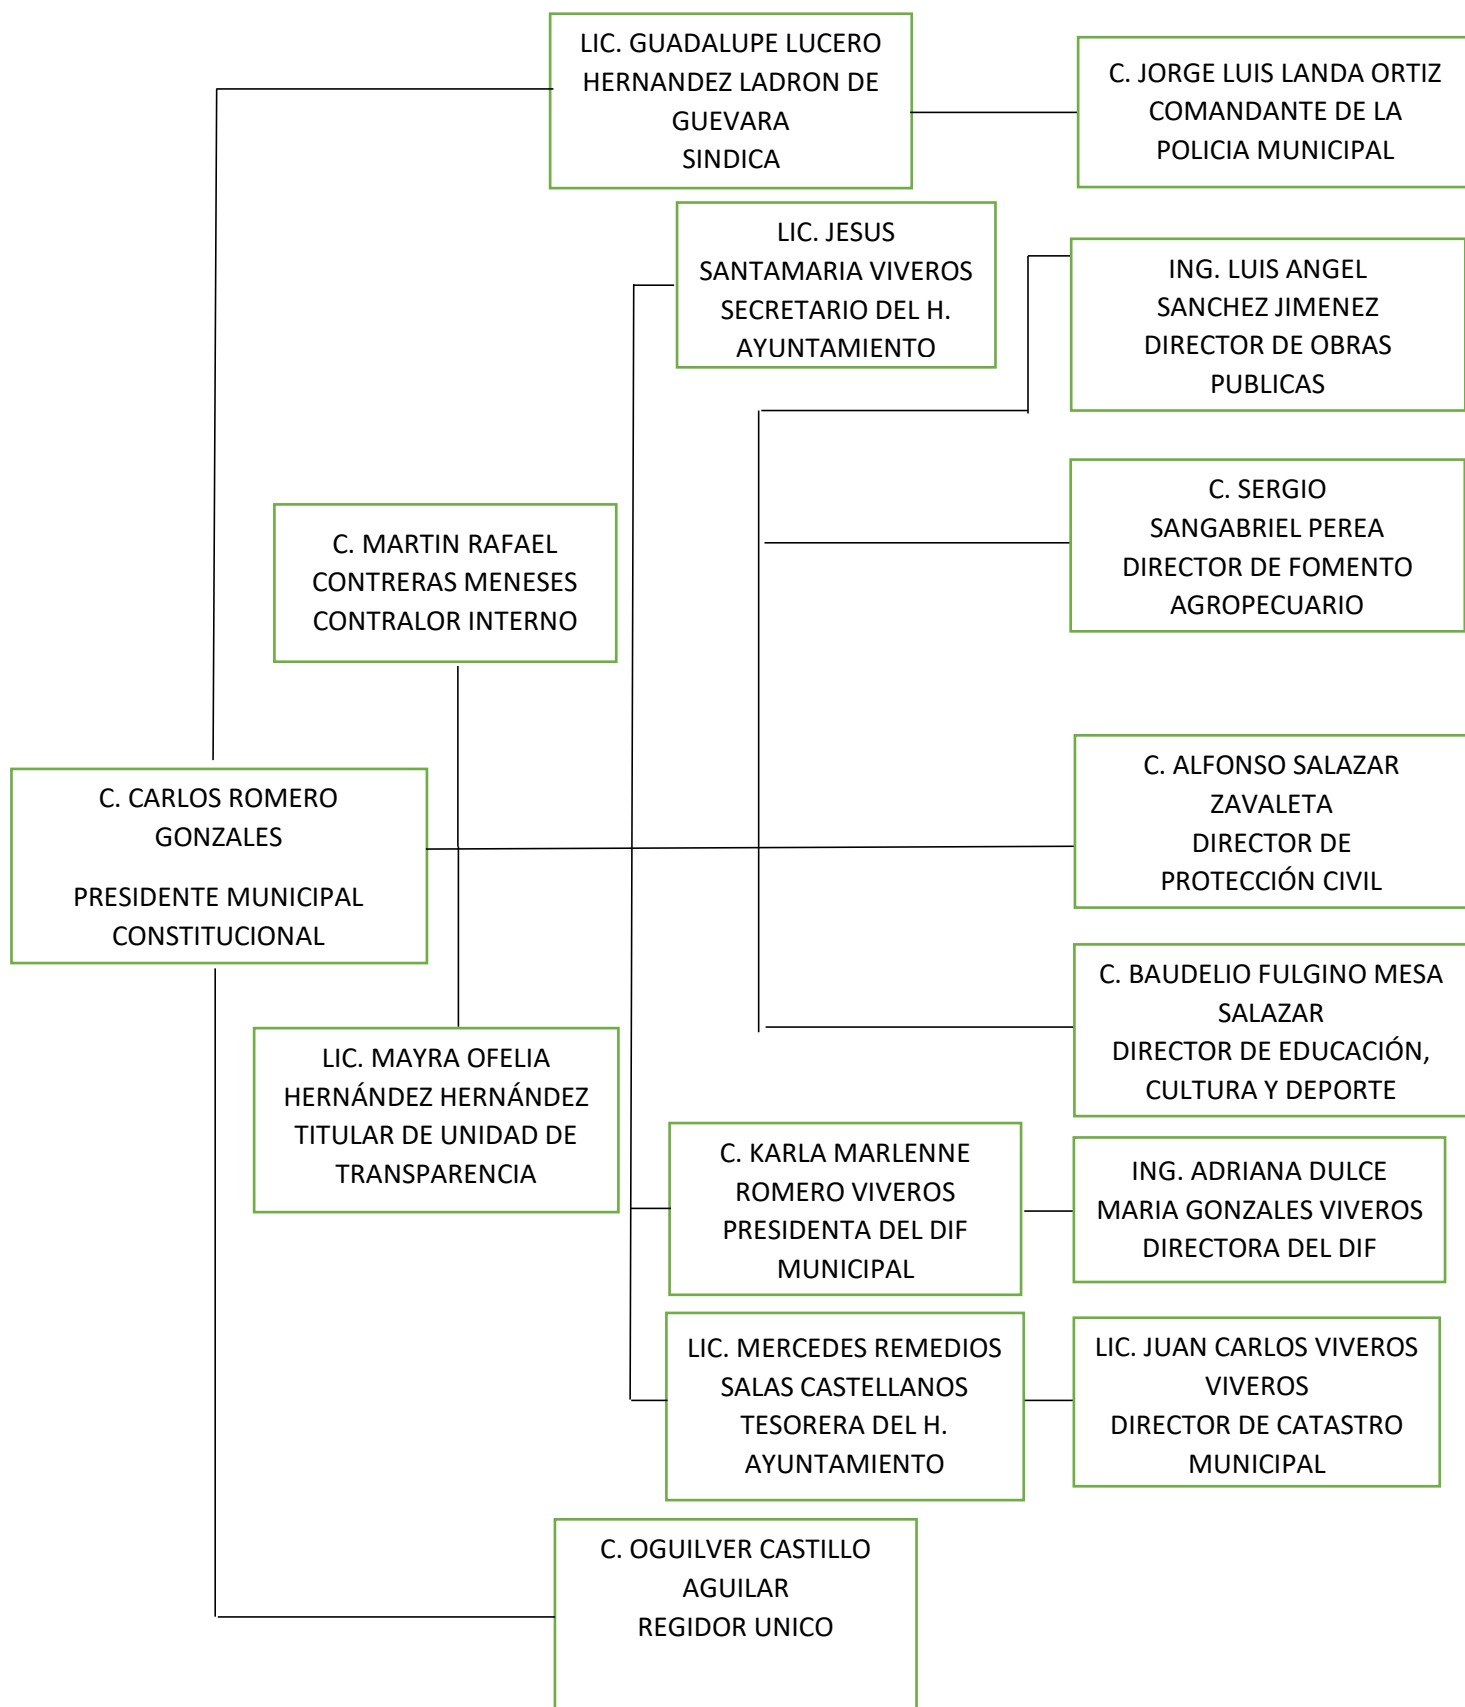 LIC. GUADALUPE LUCERO
HERNANDEZ LADRON DE
GUEVARA
SINDICA
C. JORGE LUIS LANDA ORTIZ
COMANDANTE DE LA
POLICIA MUNICIPAL
LIC. JESUS
SANTAMARIA VIVEROS
SECRETARIO DEL H.
AYUNTAMIENTO
ING. LUIS ANGEL
SANCHEZ JIMENEZ
DIRECTOR DE OBRAS
PUBLICAS
C. SERGIO
SANGABRIEL PEREA
DIRECTOR DE FOMENTO
AGROPECUARIO
C. MARTIN RAFAEL
CONTRERAS MENESES
CONTRALOR INTERNO
C. CARLOS ROMERO
GONZALES
PRESIDENTE MUNICIPAL
CONSTITUCIONAL
C. ALFONSO SALAZAR
ZAVALETA
DIRECTOR DE
PROTECCIÓN CIVIL
C. BAUDELIO FULGINO MESA
SALAZAR
DIRECTOR DE EDUCACIÓN,
CULTURA Y DEPORTE
LIC. MAYRA OFELIA
HERNÁNDEZ HERNÁNDEZ
TITULAR DE UNIDAD DE
TRANSPARENCIA
C. KARLA MARLENNE
ROMERO VIVEROS
PRESIDENTA DEL DIF
MUNICIPAL
ING. ADRIANA DULCE
MARIA GONZALES VIVEROS
DIRECTORA DEL DIF
LIC. MERCEDES REMEDIOS
SALAS CASTELLANOS
TESORERA DEL H.
AYUNTAMIENTO
LIC. JUAN CARLOS VIVEROS
VIVEROS
DIRECTOR DE CATASTRO
MUNICIPAL
C. OGUILVER CASTILLO
AGUILAR
REGIDOR UNICO